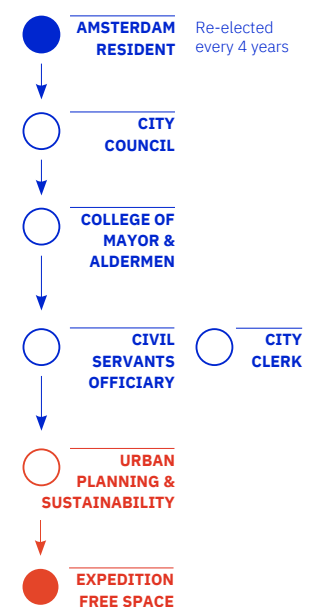 AMSTERDAM
RESIDENT
Re-elected
every 4 years
CITY
COUNCIL
COLLEGE OF
MAYOR &
ALDERMEN
CIVIL
SERVANTS
OFFICIARY
CITY
CLERK
URBAN
PLANNING &
SUSTAINABILITY
EXPEDITION
FREE SPACE